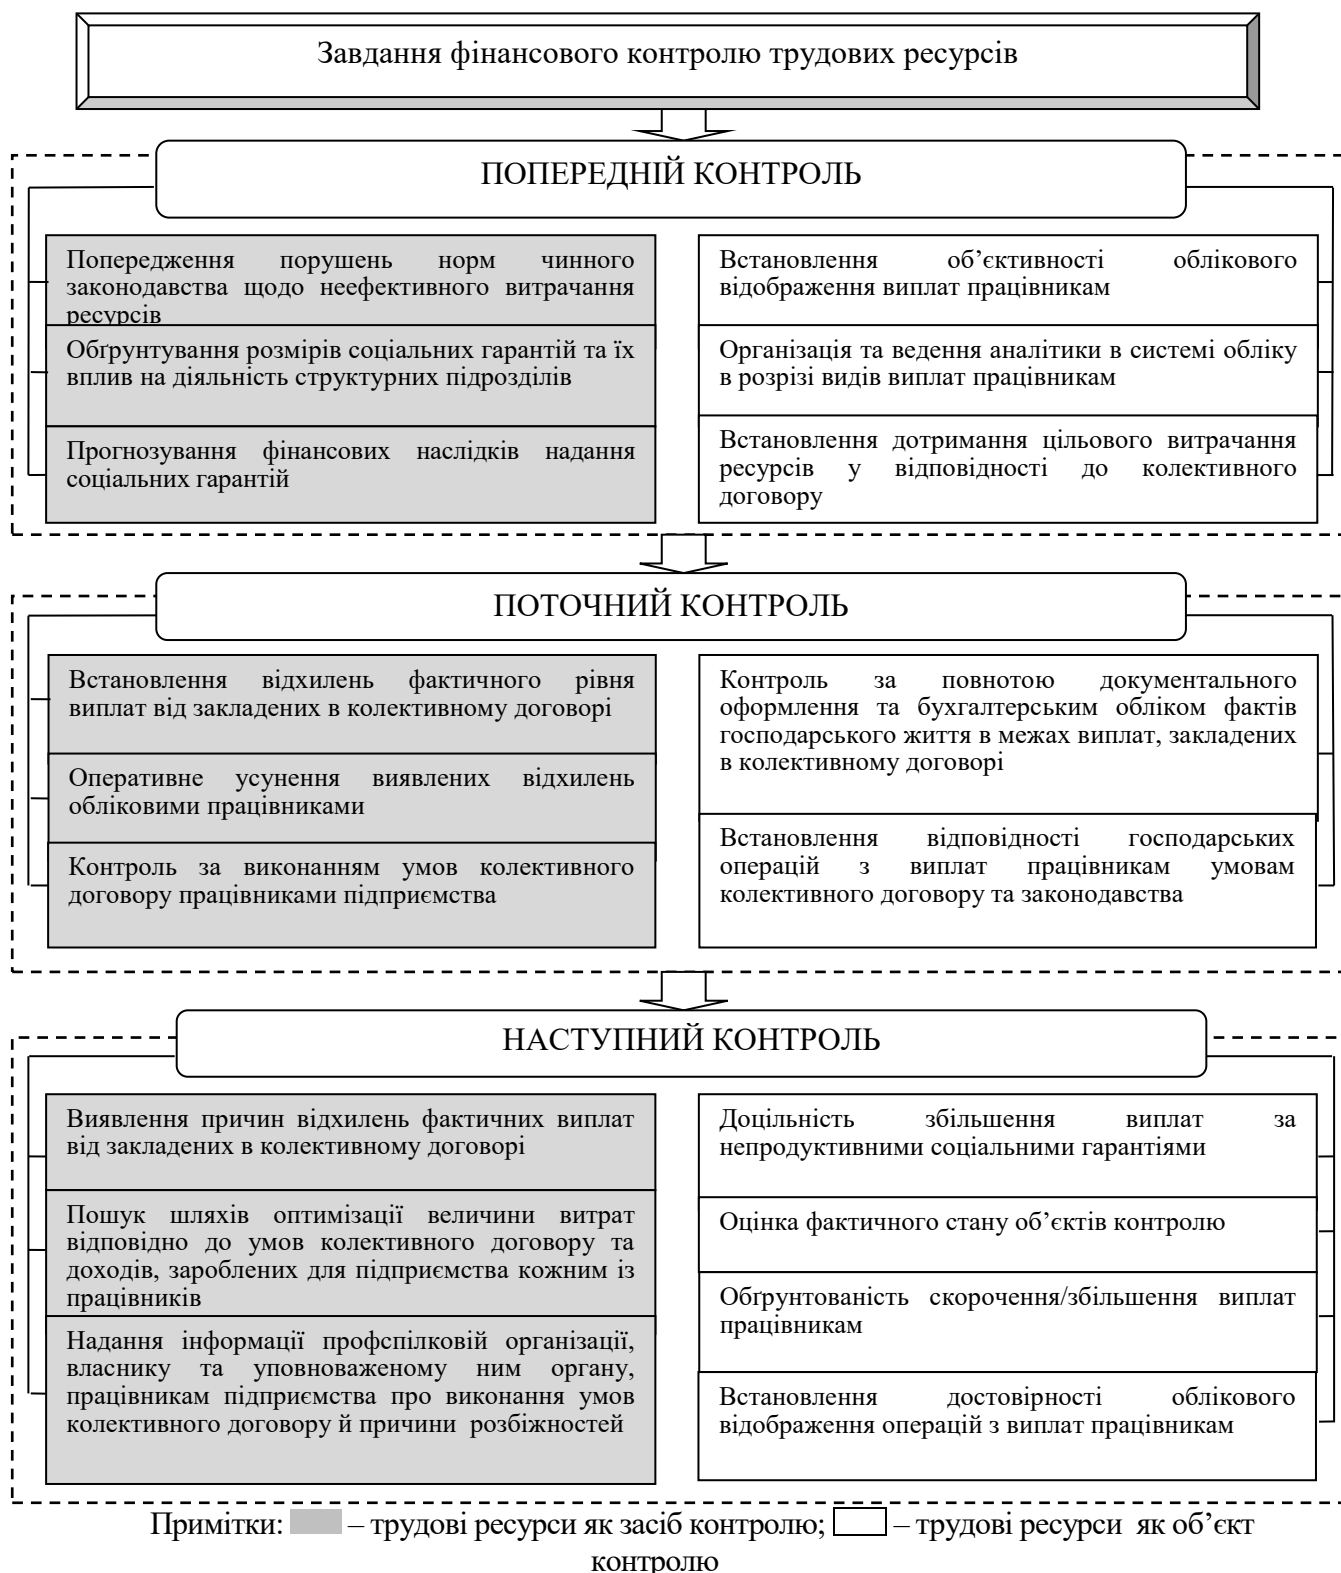 Завдання фінансового контролю трудових ресурсів
ПОПЕРЕДНІЙ КОНТРОЛЬ
Попередження порушень норм чинного
законодавства щодо неефективного витрачання
ресурсів
Обґрунтування розмірів соціальних гарантій та їх
вплив на діяльність структурних підрозділів
Прогнозування фінансових наслідків надання
соціальних гарантій
Встановлення об’єктивності облікового
відображення виплат працівникам
Організація та ведення аналітики в системі обліку
в розрізі видів виплат працівникам
Встановлення дотримання цільового витрачання
ресурсів у відповідності до колективного
договору
ПОТОЧНИЙ КОНТРОЛЬ
Встановлення відхилень фактичного рівня
виплат від закладених в колективному договорі
Оперативне усунення виявлених відхилень
обліковими працівниками
Контроль за виконанням умов колективного
договору працівниками підприємства
Контроль за повнотою документального
оформлення та бухгалтерським обліком фактів
господарського життя в межах виплат, закладених
в колективному договорі
Встановлення відповідності господарських
операцій з виплат працівникам умовам
колективного договору та законодавства
НАСТУПНИЙ КОНТРОЛЬ
Виявлення причин відхилень фактичних виплат
від закладених в колективному договорі
Пошук шляхів оптимізації величини витрат
відповідно до умов колективного договору та
доходів, зароблених для підприємства кожним із
працівників
Надання інформації профспілковій організації,
власнику та уповноваженому ним органу,
працівникам підприємства про виконання умов
колективного договору й причини розбіжностей
Доцільність збільшення виплат за
непродуктивними соціальними гарантіями
Оцінка фактичного стану об’єктів контролю
Обґрунтованість скорочення/збільшення виплат
працівникам
Встановлення достовірності облікового
відображення операцій з виплат працівникам
Примітки: – трудові ресурси як засіб контролю; – трудові ресурси як об’єкт
контролю